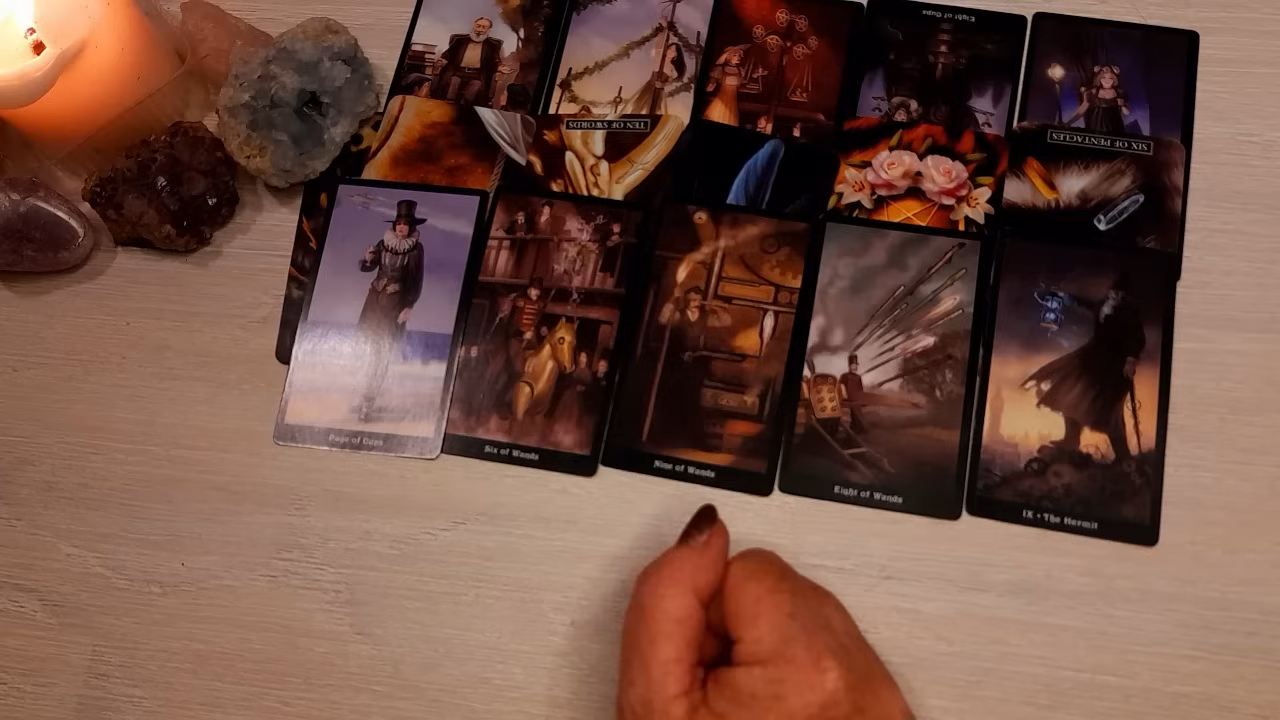 Eight of Cups
TEN OF SWORDS
SIX OF PENTACLES
Page of Cups
Six of Wands
Nine of Wands
Eight of Wands
IX • The Hermit